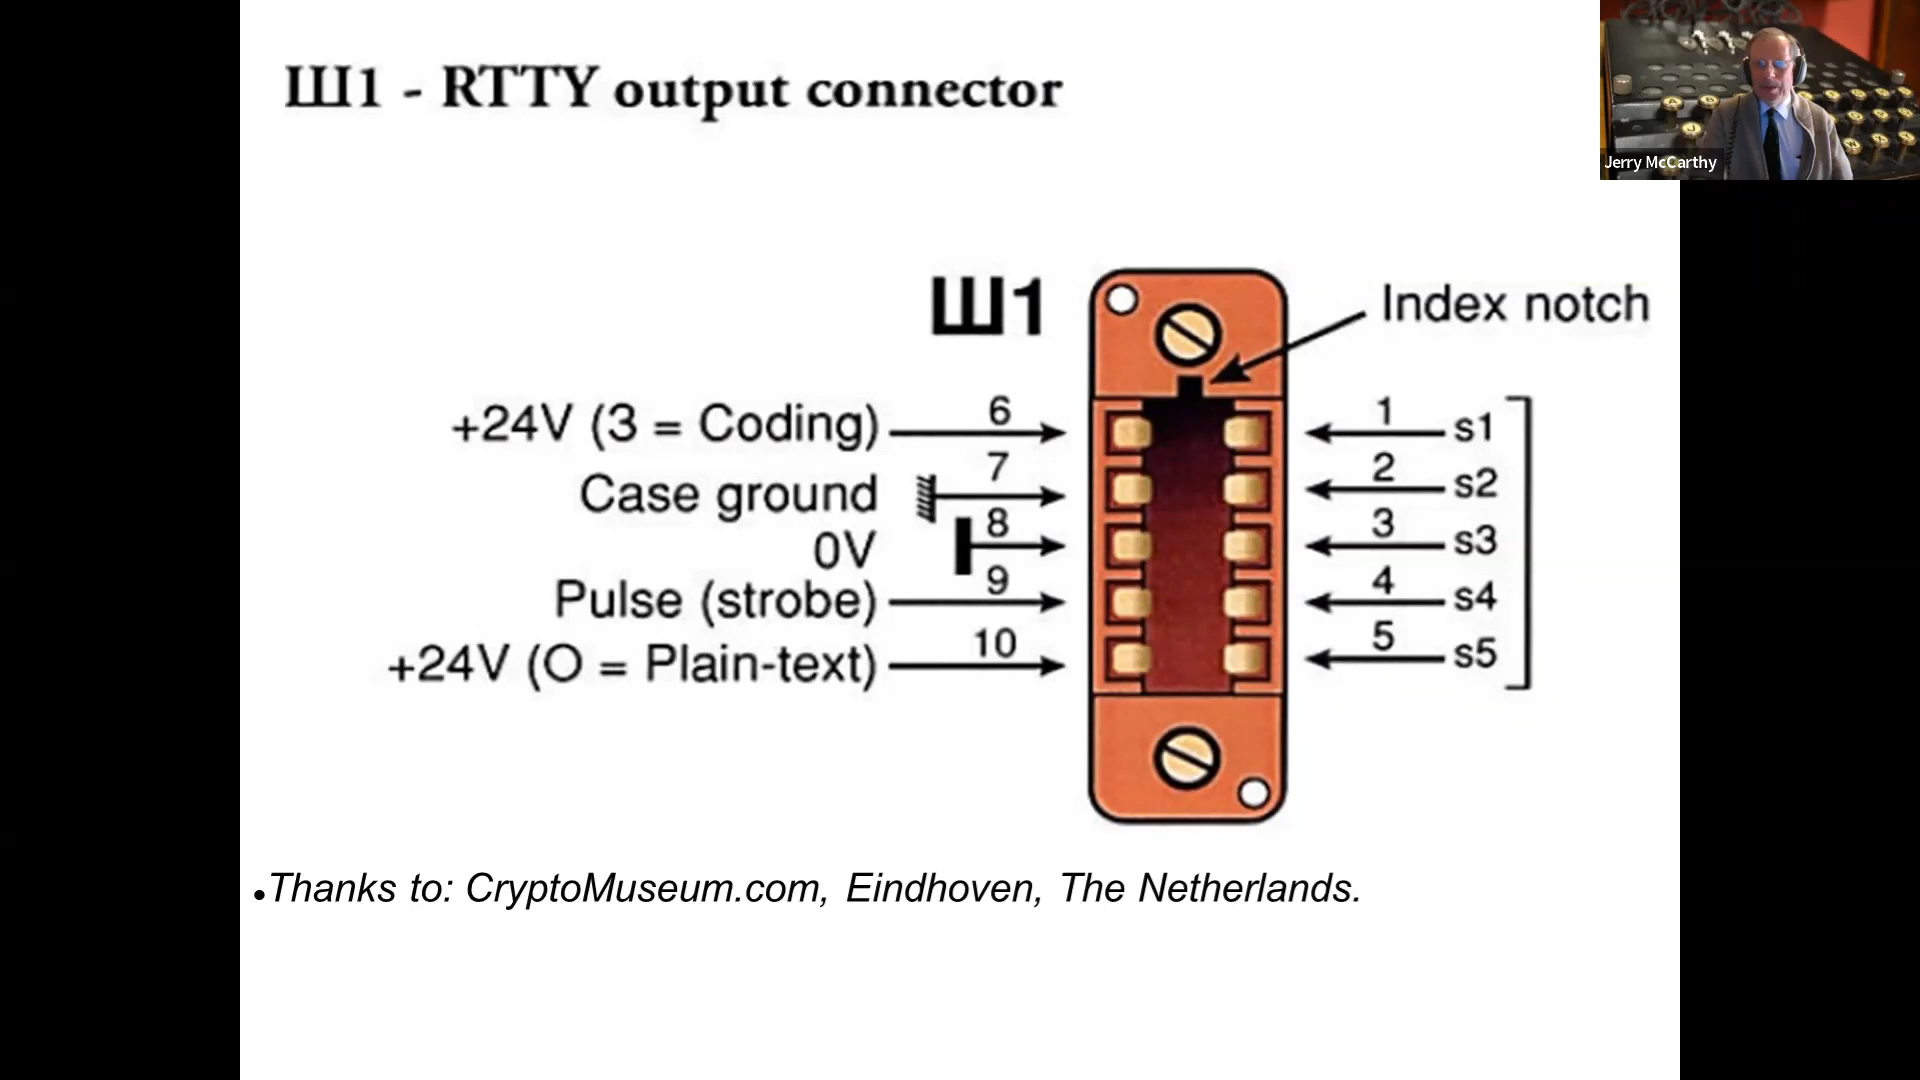 Ш1 - RTTY output connector
Jerry McCarthy
Ш1
Index notch
+24V (3 = Coding) 6 1 s1
Case ground 7 2 s2
0V 8 3 s3
Pulse (strobe) 9 4 s4
+24V (O = Plain-text) 10 5 s5
•Thanks to: CryptoMuseum.com, Eindhoven, The Netherlands.